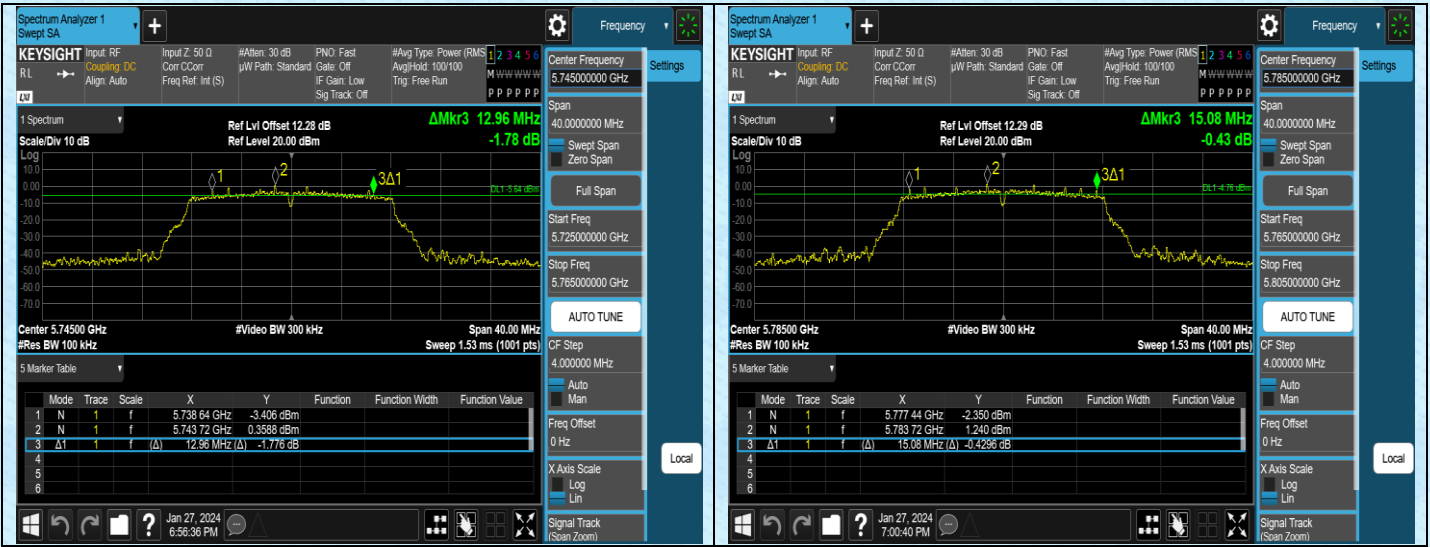 Spectrum Analyzer 1
Swept SA
+
Frequency
KEYSIGHT
RL
LXI
Input: RF
Coupling: DC
Align: Auto
Input Z: 50 Ω
Corr CCorr
Freq Ref: Int (S)
#Atten: 30 dB
µW Path: Standard
PNO: Fast
Gate: Off
IF Gain: Low
Sig Track: Off
#Avg Type: Power (RMS
Avg|Hold: 100/100
Trig: Free Run
1 2 3 4 5 6
M W W W W W
P P P P P P
Center Frequency
5.745000000 GHz
Settings
Span
40.0000000 MHz
Swept Span
Zero Span
Full Span
Start Freq
5.725000000 GHz
Stop Freq
5.765000000 GHz
AUTO TUNE
CF Step
4.000000 MHz
Auto
Man
Freq Offset
0 Hz
X Axis Scale
Log
Lin
Signal Track
(Span Zoom)
Local
1 Spectrum
Scale/Div 10 dB
Ref Lvl Offset 12.28 dB
Ref Level 20.00 dBm
ΔMkr3 12.96 MHz
-1.78 dB
Log
10.0
0.00
-10.0
-20.0
-30.0
-40.0
-50.0
-60.0
-70.0
1
2
3Δ1
DL1 -5.64 dBm
Center 5.74500 GHz
#Video BW 300 kHz
Span 40.00 MHz
#Res BW 100 kHz
Sweep 1.53 ms (1001 pts)
5 Marker Table
Mode Trace Scale X Y Function Function Width Function Value
1 N 1 f 5.738 64 GHz -3.406 dBm
2 N 1 f 5.743 72 GHz 0.3588 dBm
3 Δ1 1 f (Δ) 12.96 MHz (Δ) -1.776 dB
4
5
6
?
Jan 27, 2024
6:56:36 PM
Spectrum Analyzer 1
Swept SA
+
Frequency
KEYSIGHT
RL
LXI
Input: RF
Coupling: DC
Align: Auto
Input Z: 50 Ω
Corr CCorr
Freq Ref: Int (S)
#Atten: 30 dB
µW Path: Standard
PNO: Fast
Gate: Off
IF Gain: Low
Sig Track: Off
#Avg Type: Power (RMS
Avg|Hold: 100/100
Trig: Free Run
1 2 3 4 5 6
M W W W W W
P P P P P P
Center Frequency
5.785000000 GHz
Settings
Span
40.0000000 MHz
Swept Span
Zero Span
Full Span
Start Freq
5.765000000 GHz
Stop Freq
5.805000000 GHz
AUTO TUNE
CF Step
4.000000 MHz
Auto
Man
Freq Offset
0 Hz
X Axis Scale
Log
Lin
Signal Track
(Span Zoom)
Local
1 Spectrum
Scale/Div 10 dB
Ref Lvl Offset 12.29 dB
Ref Level 20.00 dBm
ΔMkr3 15.08 MHz
-0.43 dB
Log
10.0
0.00
-10.0
-20.0
-30.0
-40.0
-50.0
-60.0
-70.0
1
2
3Δ1
DL1 -4.76 dBm
Center 5.78500 GHz
#Video BW 300 kHz
Span 40.00 MHz
#Res BW 100 kHz
Sweep 1.53 ms (1001 pts)
5 Marker Table
Mode Trace Scale X Y Function Function Width Function Value
1 N 1 f 5.777 44 GHz -2.350 dBm
2 N 1 f 5.783 72 GHz 1.240 dBm
3 Δ1 1 f (Δ) 15.08 MHz (Δ) -0.4296 dB
4
5
6
?
Jan 27, 2024
7:00:40 PM